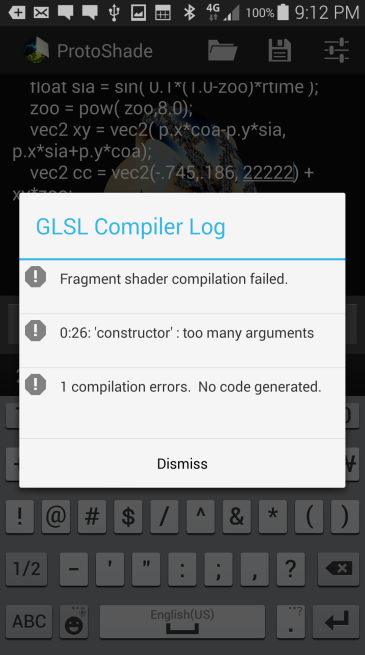 4G 100% 9:12 PM
ProtoShade
float sia = sin( 0.1*(1.0-zoo)*rtime );
zoo = pow( zoo,8.0);
vec2 xy = vec2( p.x*coa-p.y*sia,
p.x*sia+p.y*coa);
vec2 cc = vec2(-.745,.186, 22222) +
GLSL Compiler Log
Fragment shader compilation failed.
0:26: 'constructor' : too many arguments
1 compilation errors.  No code generated.
Dismiss
! @ # $ / ^ & * ( )
1/2 - ' " : ; , ?
ABC English(US) .